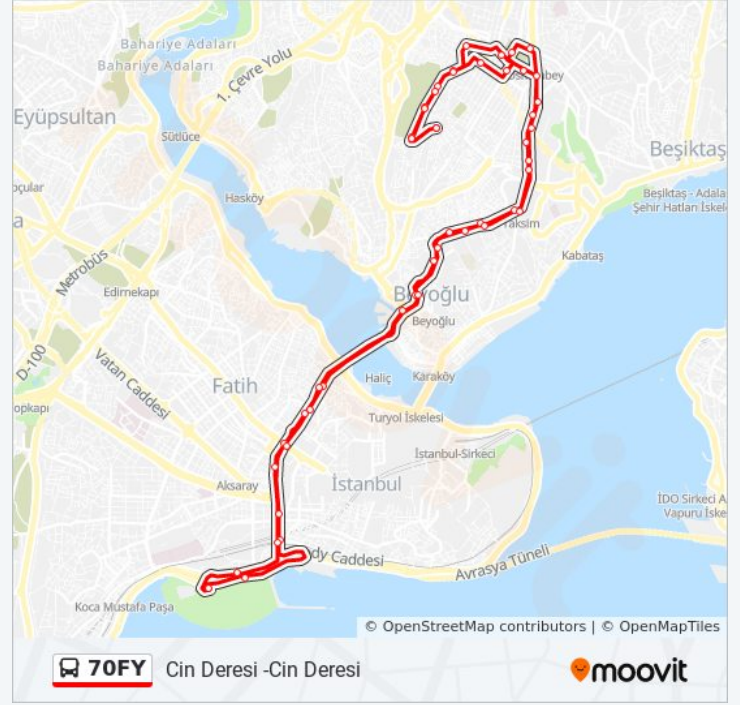 Bahariye Adaları
Bahariye Adaları
1. Çevre Yolu
Eyüpsultan
Sütlüce
Beşiktaş
Hasköy
Beşiktaş - Adala
Şehir Hatları İskele
Taksim
Kabataş
Metrobüs
Edirnekapı
Beyoğlu
Beyoğlu
D-100
Vatan Caddesi
Fatih
Haliç
Karaköy
Turyol İskelesi
İstanbul-Sirkeci
Aksaray
İstanbul
İDO Sirkeci A
Vapuru İske
Caddesi
Avrasya Tüneli
Koca Mustafa Paşa
© OpenStreetMap contributors | © OpenMapTiles
70FY Cin Deresi -Cin Deresi
moovit